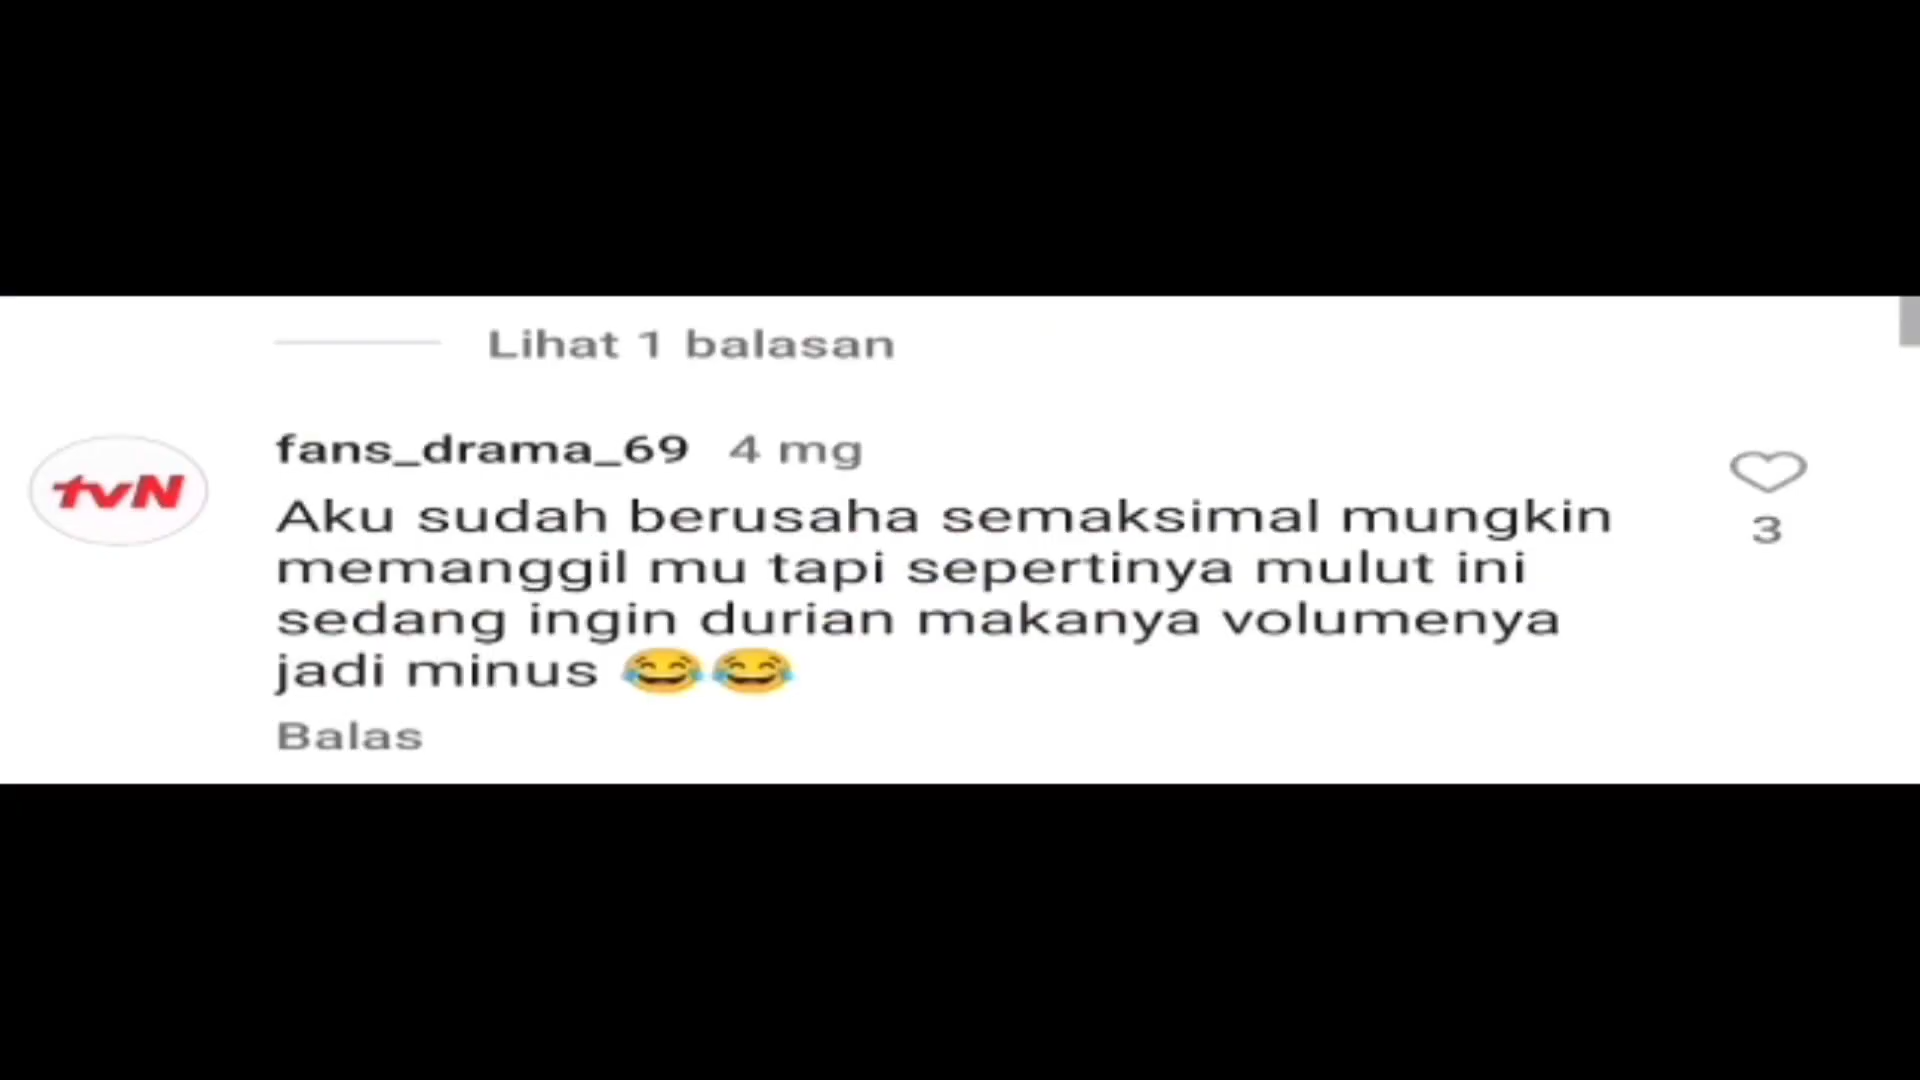 Lihat 1 balasan
tvN
fans_drama_69 4 mg
Aku sudah berusaha semaksimal mungkin
memanggil mu tapi sepertinya mulut ini
sedang ingin durian makanya volumenya
jadi minus 😂😂
3
Balas